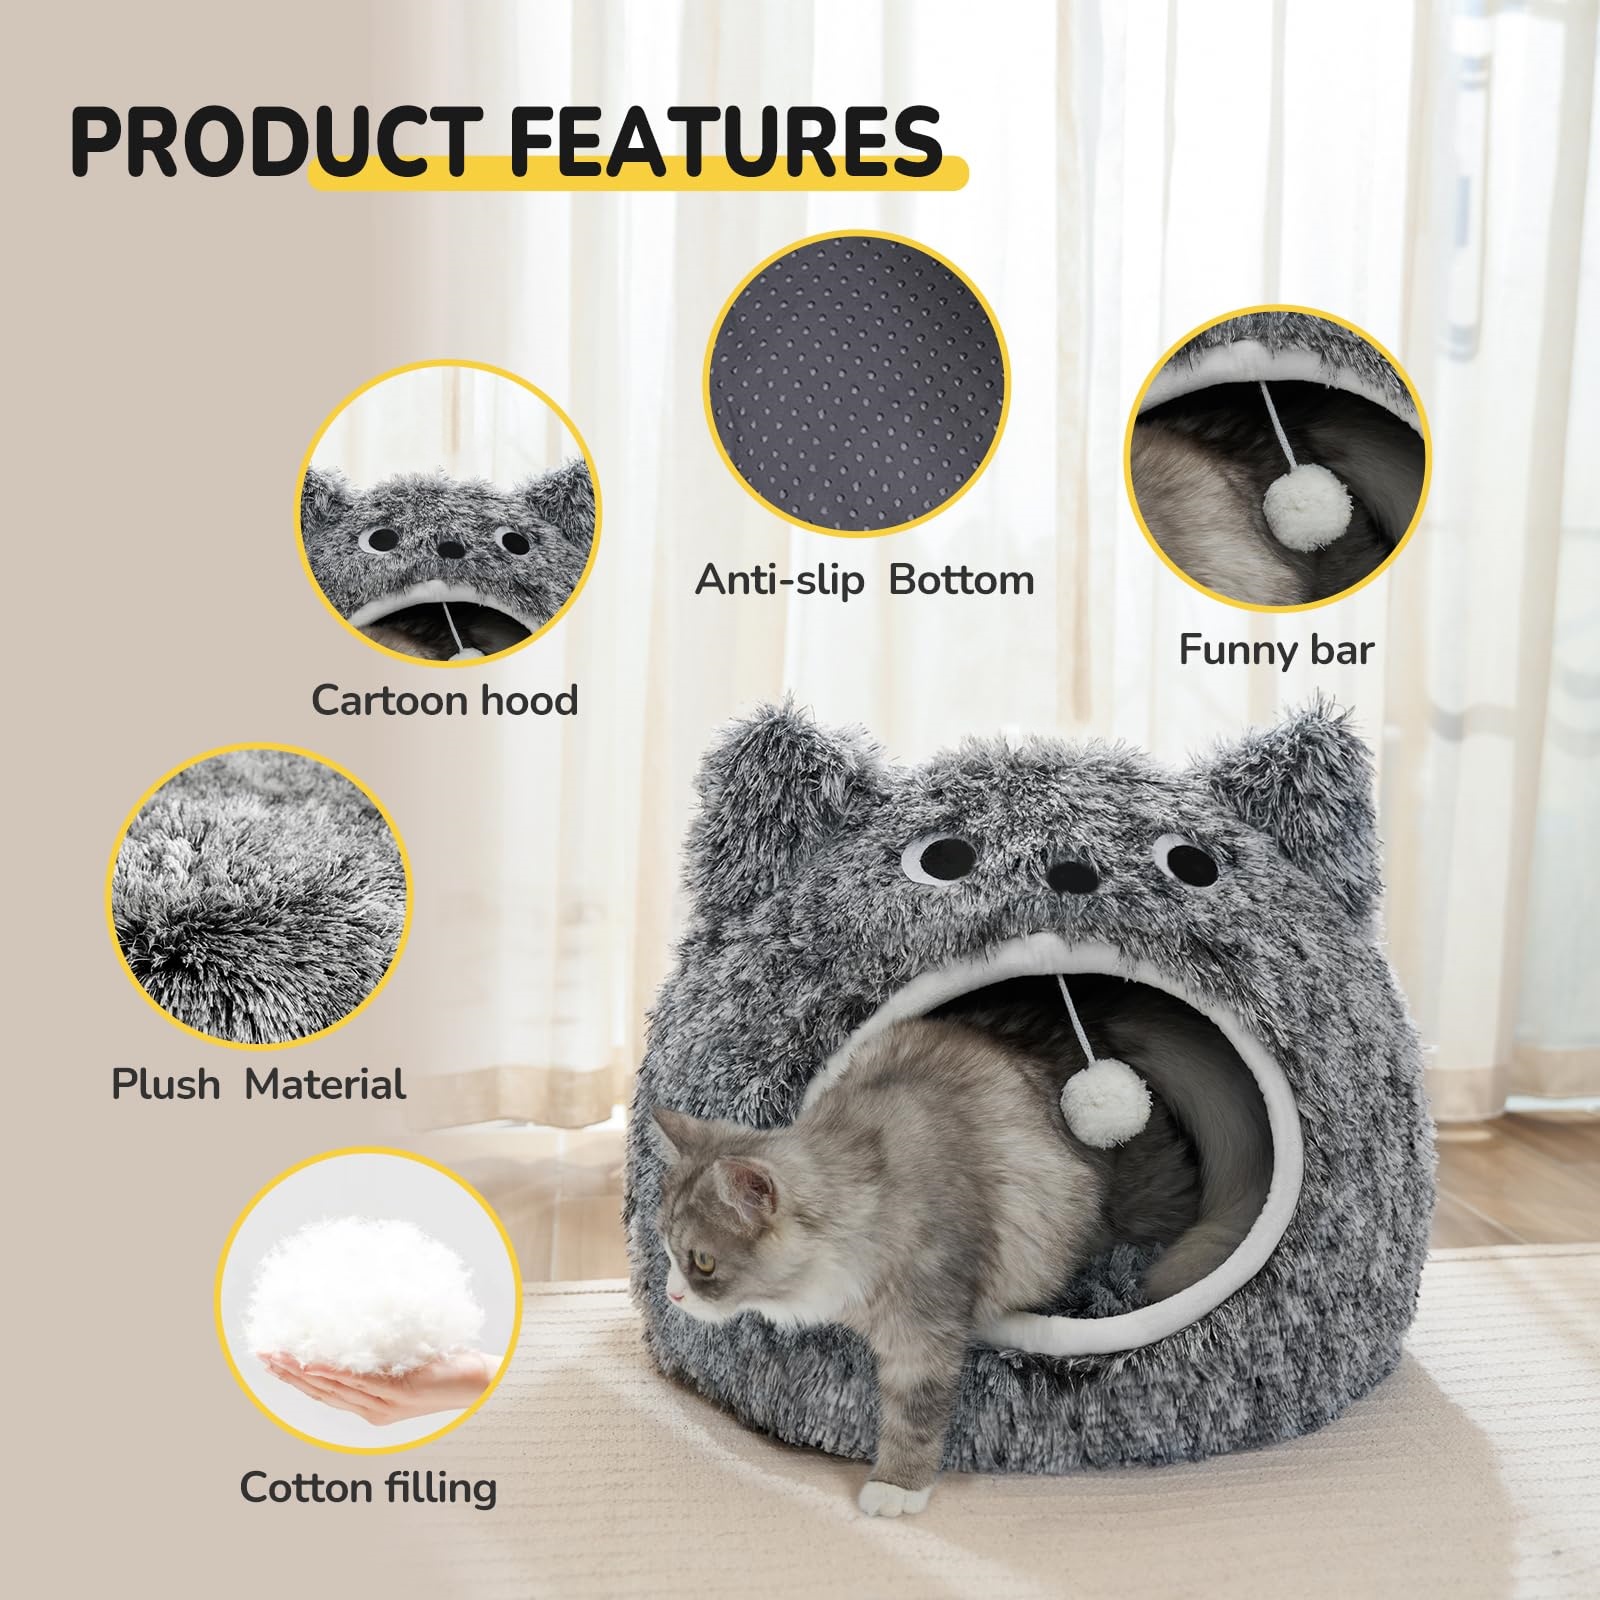 PRODUCT FEATURES
Anti-slip Bottom
Funny bar
Cartoon hood
Plush Material
Cotton filling